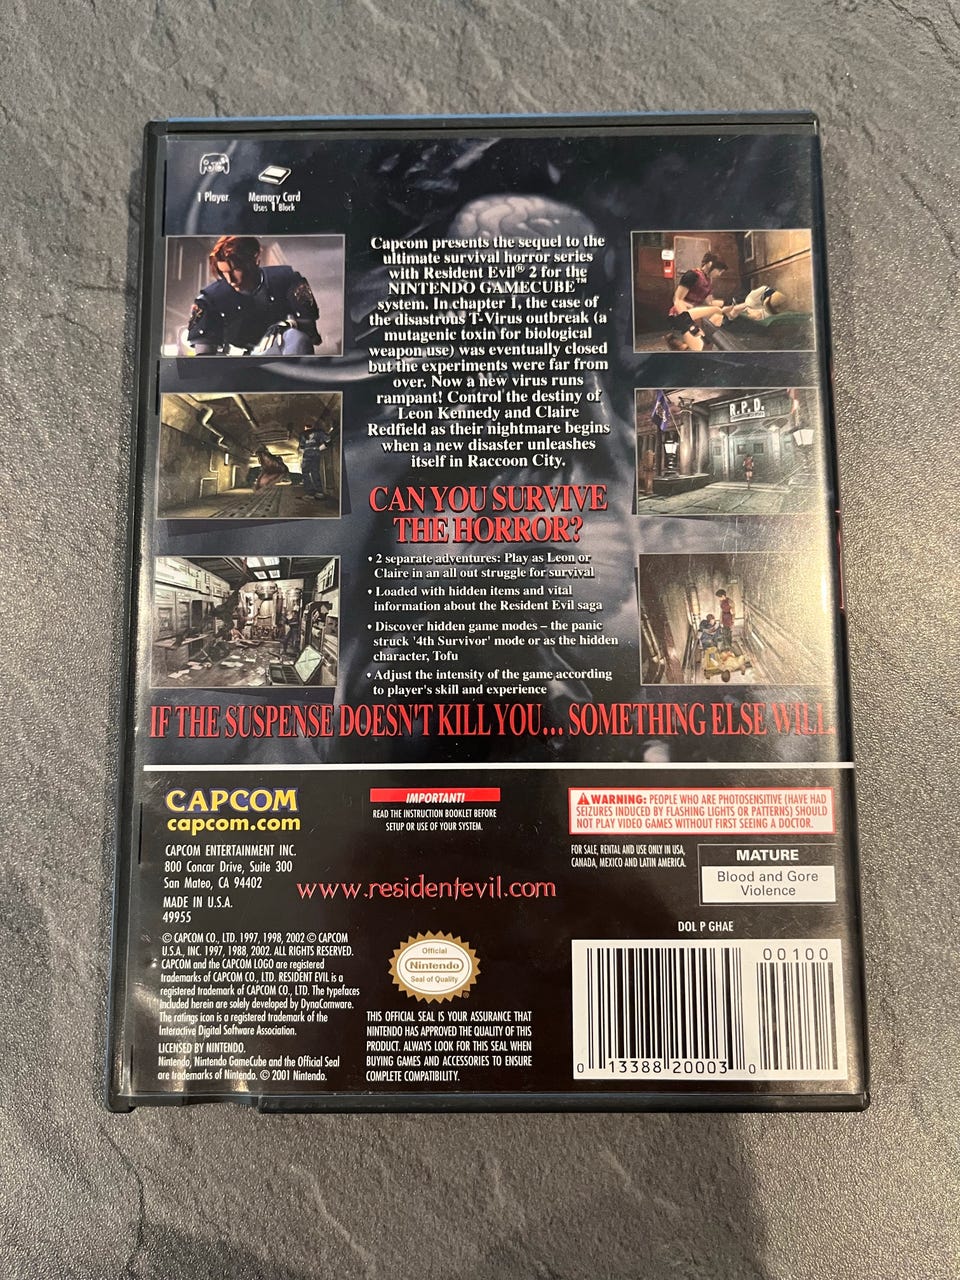 1 Player
Memory Card
Uses 1 Block
Capcom presents the sequel to the
ultimate survival horror series
with Resident Evil® 2 for the
NINTENDO GAMECUBE™
system. In chapter 1, the case of
the disastrous T-Virus outbreak (a
mutagenic toxin for biological
weapon use) was eventually closed
but the experiments were far from
over. Now a new virus runs
rampant! Control the destiny of
Leon Kennedy and Claire
Redfield as their nightmare begins
when a new disaster unleashes
itself in Raccoon City.
R.P.D.
CAN YOU SURVIVE
THE HORROR?
• 2 separate adventures: Play as Leon or
Claire in an all out struggle for survival
• Loaded with hidden items and vital
information about the Resident Evil saga
• Discover hidden game modes – the panic
struck '4th Survivor' mode or as the hidden
character, Tofu
• Adjust the intensity of the game according
to player's skill and experience
IF THE SUSPENSE DOESN'T KILL YOU... SOMETHING ELSE WILL.
CAPCOM
capcom.com
CAPCOM ENTERTAINMENT INC.
800 Concar Drive, Suite 300
San Mateo, CA 94402
MADE IN U.S.A.
49955
IMPORTANT!
READ THE INSTRUCTION BOOKLET BEFORE
SETUP OR USE OF YOUR SYSTEM.
WARNING: PEOPLE WHO ARE PHOTOSENSITIVE (HAVE HAD
SEIZURES INDUCED BY FLASHING LIGHTS OR PATTERNS) SHOULD
NOT PLAY VIDEO GAMES WITHOUT FIRST SEEING A DOCTOR.
FOR SALE, RENTAL AND USE ONLY IN USA,
CANADA, MEXICO AND LATIN AMERICA.
MATURE
Blood and Gore
Violence
www.residentevil.com
DOL P GHAE
© CAPCOM CO., LTD. 1997, 1998, 2002 © CAPCOM
U.S.A., INC. 1997, 1988, 2002. ALL RIGHTS RESERVED.
CAPCOM and the CAPCOM LOGO are registered
trademarks of CAPCOM CO., LTD. RESIDENT EVIL is a
registered trademark of CAPCOM CO., LTD. The typefaces
included herein are solely developed by DynaComware.
The ratings icon is a registered trademark of the
Interactive Digital Software Association.
LICENSED BY NINTENDO.
Nintendo, Nintendo GameCube and the Official Seal
are trademarks of Nintendo. © 2001 Nintendo.
Official
Nintendo
Seal of Quality
®
THIS OFFICIAL SEAL IS YOUR ASSURANCE THAT
NINTENDO HAS APPROVED THE QUALITY OF THIS
PRODUCT. ALWAYS LOOK FOR THIS SEAL WHEN
BUYING GAMES AND ACCESSORIES TO ENSURE
COMPLETE COMPATIBILITY.
00100
0 13388 20003 0